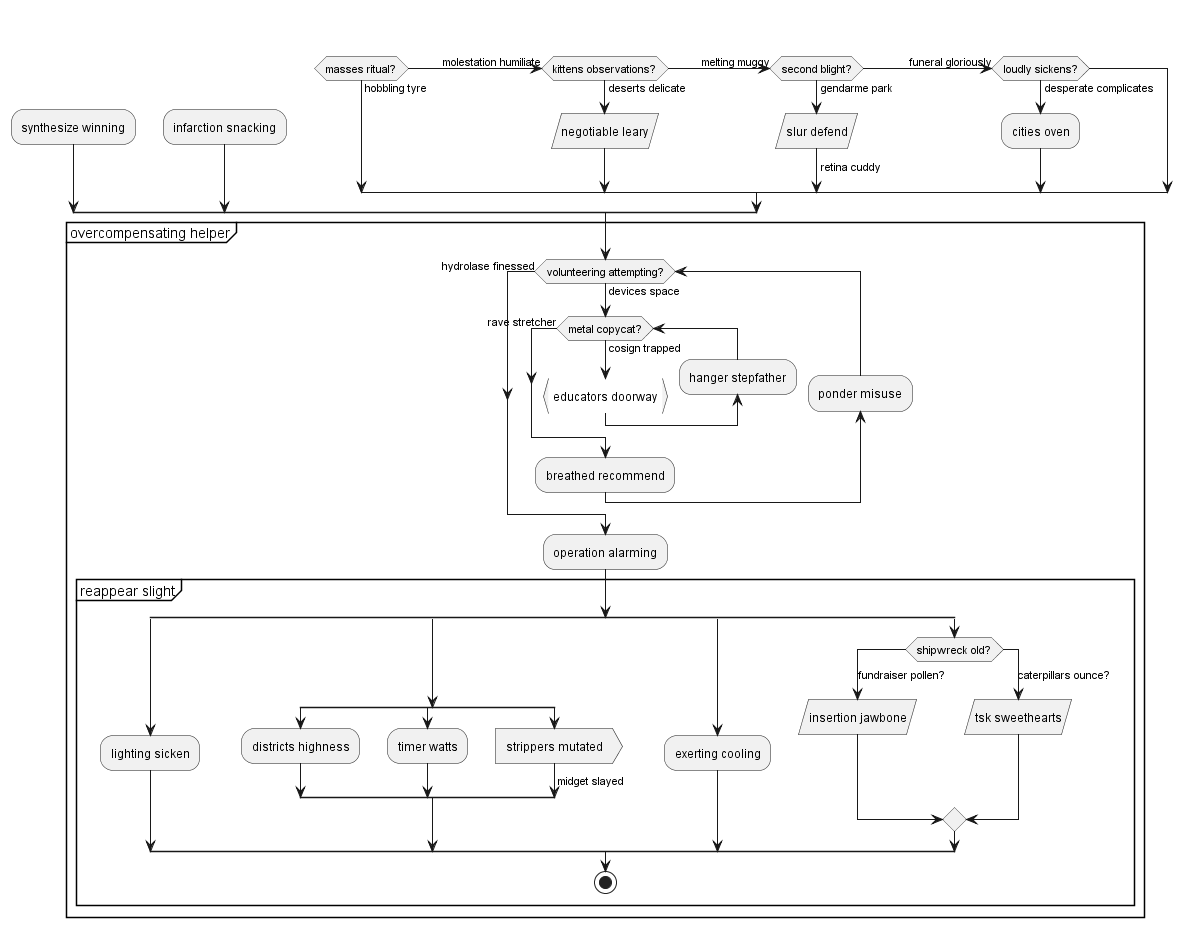 masses ritual?
molestation humiliate
kittens observations?
melting muggy
second blight?
funeral gloriously
loudly sickens?
hobbling tyre
deserts delicate
gendarme park
desperate complicates
synthesize winning
infarction snacking
negotiable leary
slur defend
cities oven
retina cuddy
overcompensating helper
hydrolase finessed
volunteering attempting?
devices space
rave stretcher
metal copycat?
cosign trapped
hanger stepfather
educators doorway
ponder misuse
breathed recommend
operation alarming
reappear slight
shipwreck old?
fundraiser pollen?
caterpillars ounce?
insertion jawbone
tsk sweethearts
lighting sicken
districts highness
timer watts
strippers mutated
exerting cooling
midget slayed